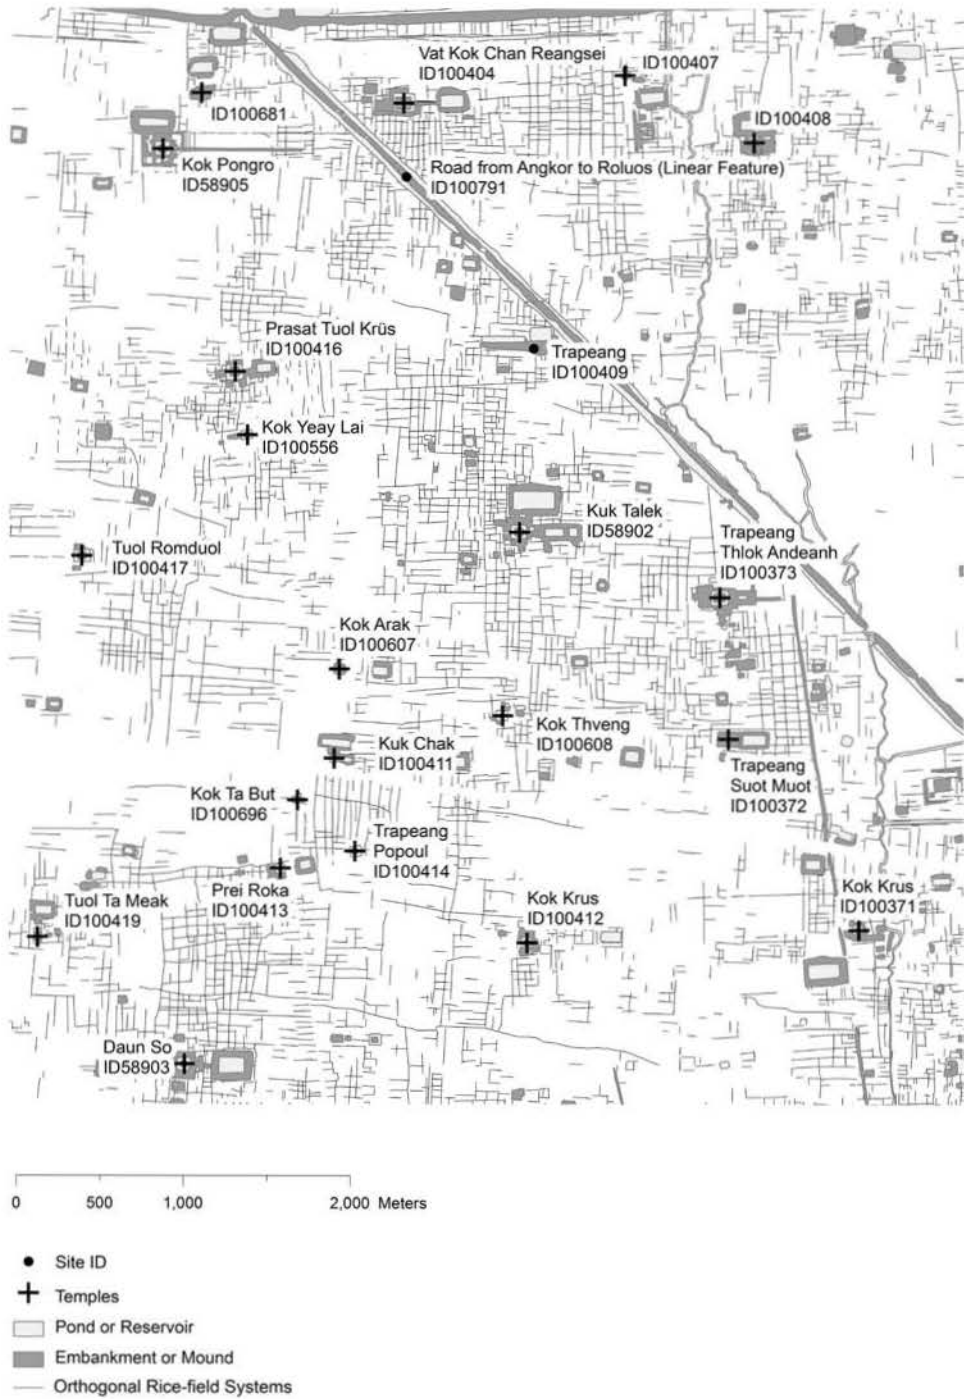 Vat Kok Chan Reangsei
ID100404
ID100407
ID100681
ID100408
Kok Pongro
ID58905
Road from Angkor to Roluos (Linear Feature)
ID100791
Prasat Tuol Krüs
ID100416
Trapeang
ID100409
Kok Yeay Lai
ID100556
Kuk Talek
ID58902
Tuol Romduol
ID100417
Trapeang
Thlok Andeanh
ID100373
Kok Arak
ID100607
Kok Thveng
ID100608
Kuk Chak
ID100411
Trapeang
Suot Muot
ID100372
Kok Ta But
ID100696
Trapeang
Popoul
ID100414
Prei Roka
ID100413
Tuol Ta Meak
ID100419
Kok Krus
ID100412
Kok Krus
ID100371
Daun So
ID58903
0 500 1,000 2,000 Meters
Site ID
Temples
Pond or Reservoir
Embankment or Mound
Orthogonal Rice-field Systems